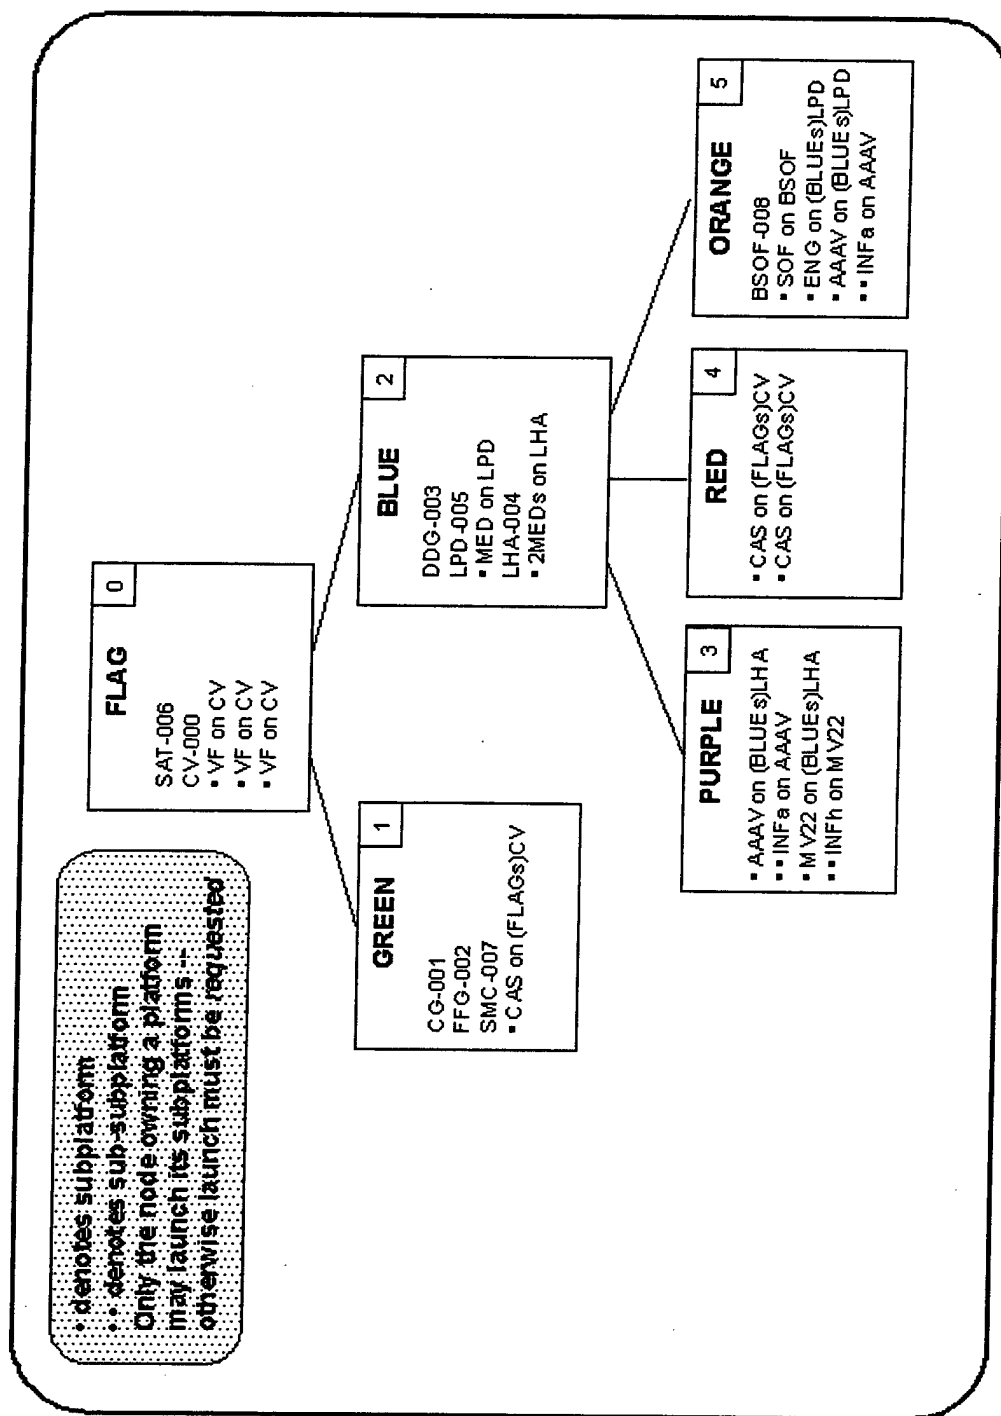 • denotes subplatform
• • denotes sub-subplatform
Only the node owning a platform
may launch its subplatforms --
otherwise launch must be requested
FLAG
0
SAT-006
CV-000
▪ VF on CV
▪ VF on CV
▪ VF on CV
GREEN
1
CG-001
FFG-002
SMC-007
▪ CAS on (FLAGs)CV
BLUE
2
DDG-003
LPD-005
▪ MED on LPD
LHA-004
▪ 2MEDs on LHA
PURPLE
3
▪ AAAV on (BLUEs)LHA
▪ ▪ INFa on AAAV
▪ MV22 on (BLUEs)LHA
▪ ▪ INFh on MV22
RED
4
▪ CAS on (FLAGs)CV
▪ CAS on (FLAGs)CV
ORANGE
5
BSOF-008
▪ SOF on BSOF
▪ ENG on (BLUEs)LPD
▪ AAAV on (BLUEs)LPD
▪ ▪ INFa on AAAV